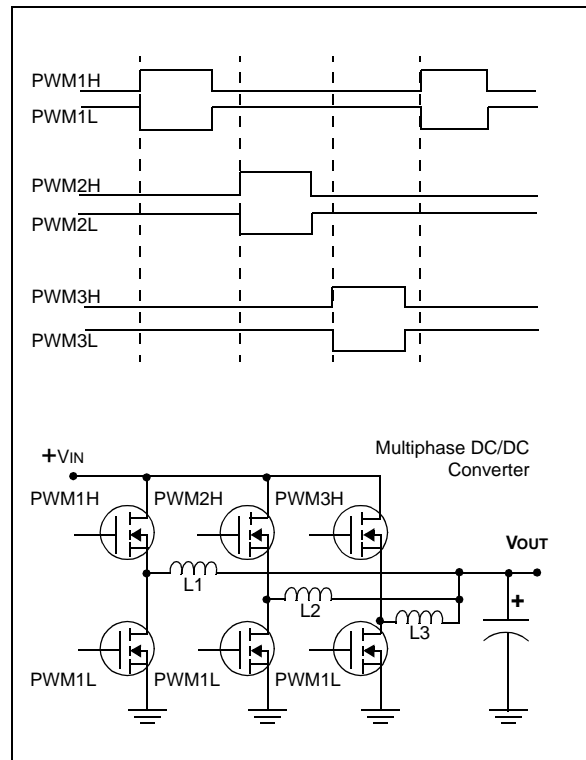 PWM1H
PWM1L
PWM2H
PWM2L
PWM3H
PWM3L
Multiphase DC/DC
Converter
+VIN
PWM1H PWM2H PWM3H
VOUT
L1
+
L2
L3
PWM1L PWM1L PWM1L